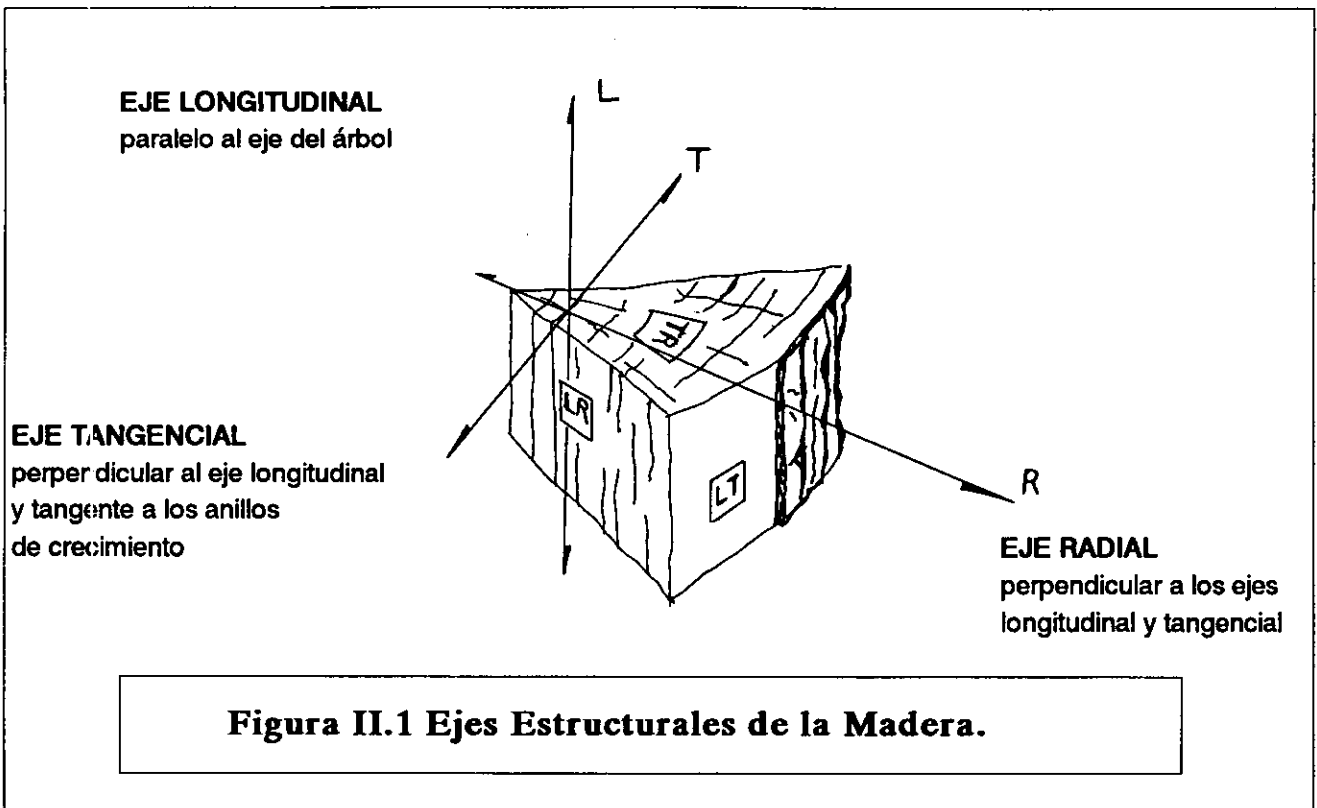 EJE LONGITUDINAL
paralelo al eje del árbol
L
T
TR
LR
LT
R
EJE TANGENCIAL
perpendicular al eje longitudinal
y tangente a los anillos
de crecimiento
EJE RADIAL
perpendicular a los ejes
longitudinal y tangencial
Figura II.1 Ejes Estructurales de la Madera.